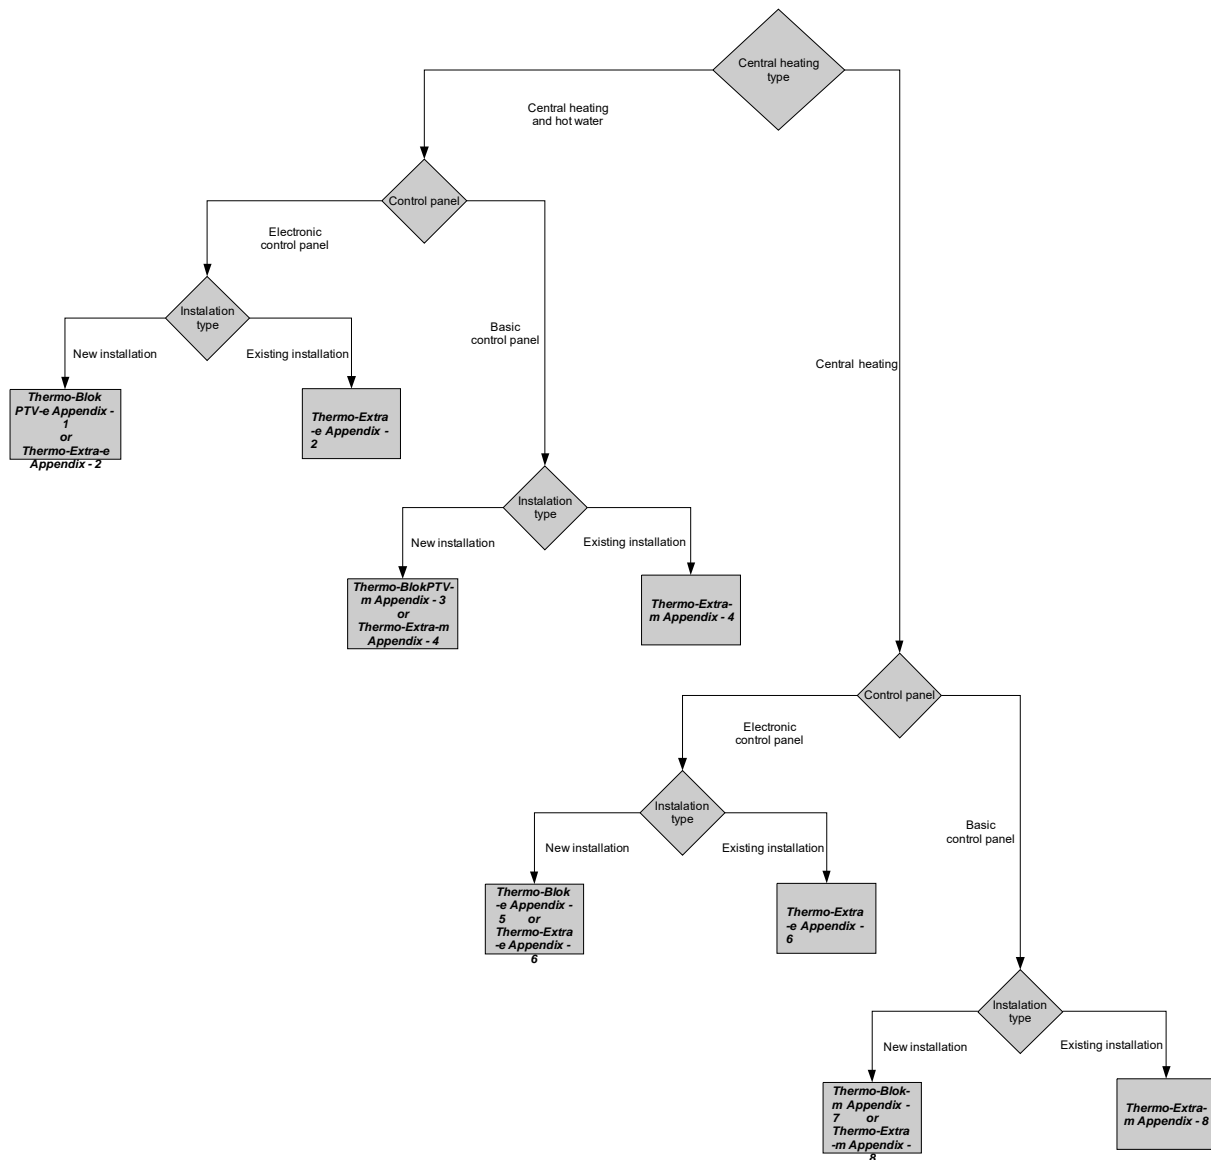 Central heating
type
Central heating
and hot water
Control panel
Electronic
control panel
Instalation
type
Basic
control panel
New installation
Existing installation
Central heating
Thermo-Blok
PTV-e Appendix -
1
or
Thermo-Extra-e
Appendix - 2
Thermo-Extra
-e Appendix -
2
Instalation
type
New installation
Existing installation
Thermo-BlokPTV-
m Appendix - 3
or
Thermo-Extra-m
Appendix - 4
Thermo-Extra-
m Appendix - 4
Control panel
Electronic
control panel
Instalation
type
Basic
control panel
New installation
Existing installation
Thermo-Blok
-e Appendix -
5 or
Thermo-Extra
-e Appendix -
6
Thermo-Extra
-e Appendix -
6
Instalation
type
New installation
Existing installation
Thermo-Blok-
m Appendix -
7 or
Thermo-Extra
-m Appendix -
8
Thermo-Extra-
m Appendix - 8